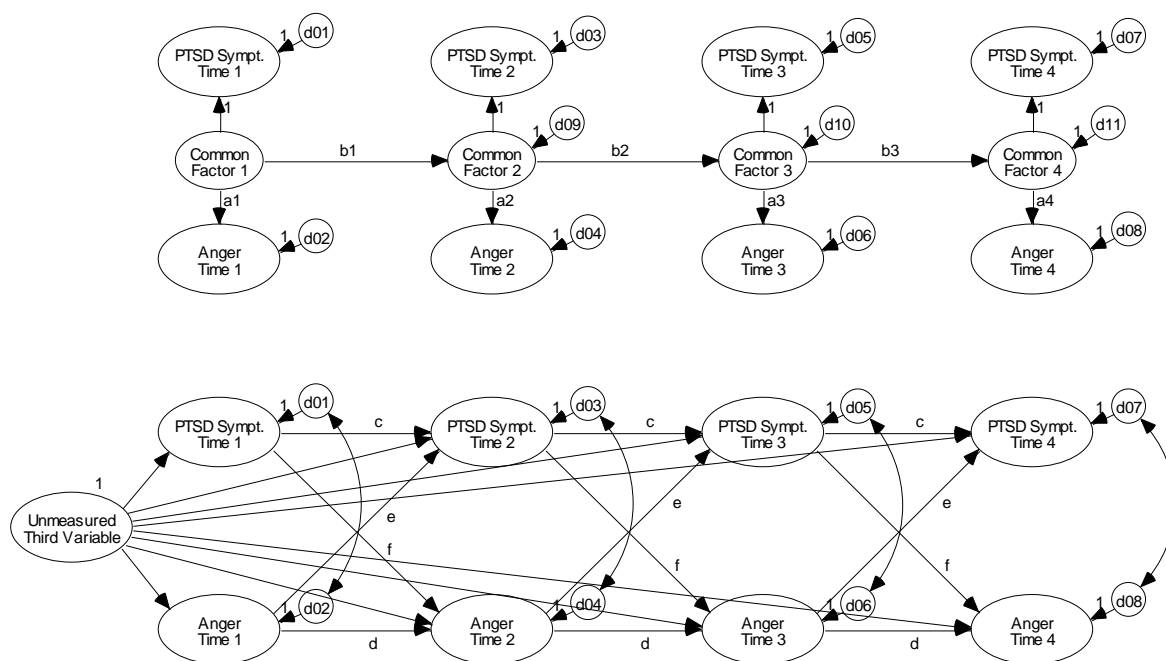 1 d01 1 d03 1 d05 1 d07
PTSD Sympt. PTSD Sympt. PTSD Sympt. PTSD Sympt.
Time 1 Time 2 Time 3 Time 4
1 1 1 1
1 d09 1 d10 1 d11
Common b1 Common b2 Common b3 Common
Factor 1 Factor 2 Factor 3 Factor 4
a1 a2 a3 a4
1 d02 1 d04 1 d06 1 d08
Anger Anger Anger Anger
Time 1 Time 2 Time 3 Time 4
1 d01 1 d03 1 d05 1 d07
PTSD Sympt. c PTSD Sympt. c PTSD Sympt. c PTSD Sympt.
Time 1 Time 2 Time 3 Time 4
1
Unmeasured e e e
Third Variable
f f f
1 d02 1 d04 1 d06 1 d08
Anger Anger Anger Anger
Time 1 d Time 2 d Time 3 d Time 4